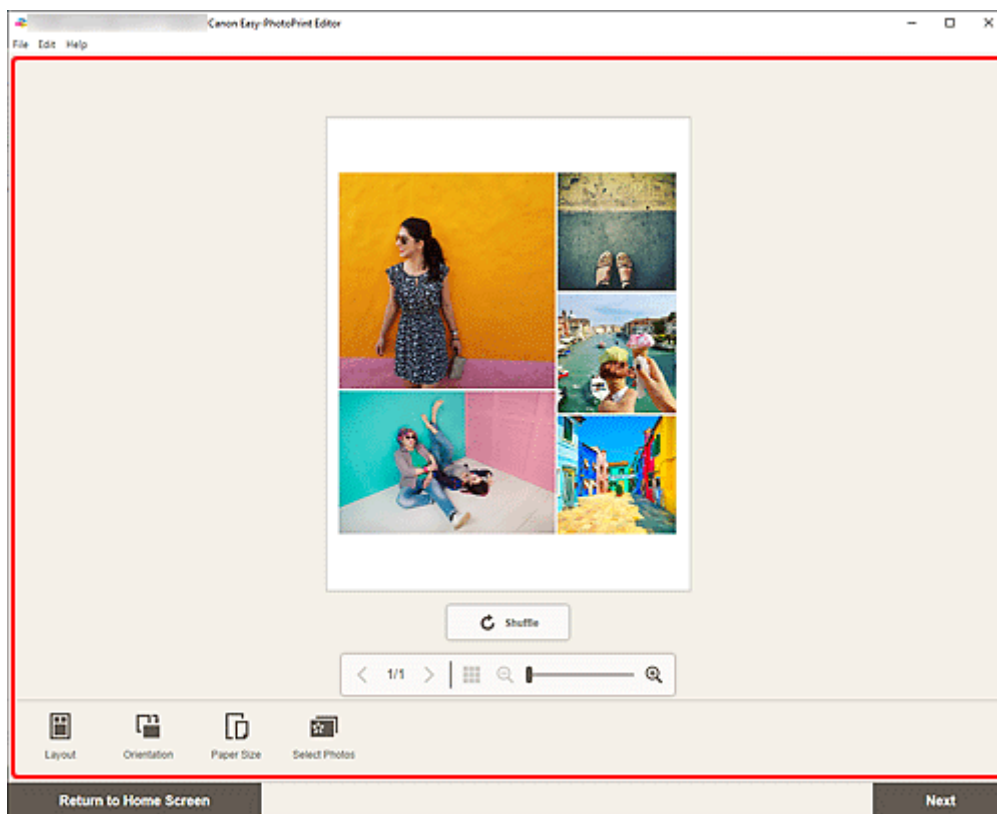 Canon Easy-PhotoPrint Editor
File Edit Help
Shuffle
1/1
Layout Orientation Paper Size Select Photos
Return to Home Screen Next